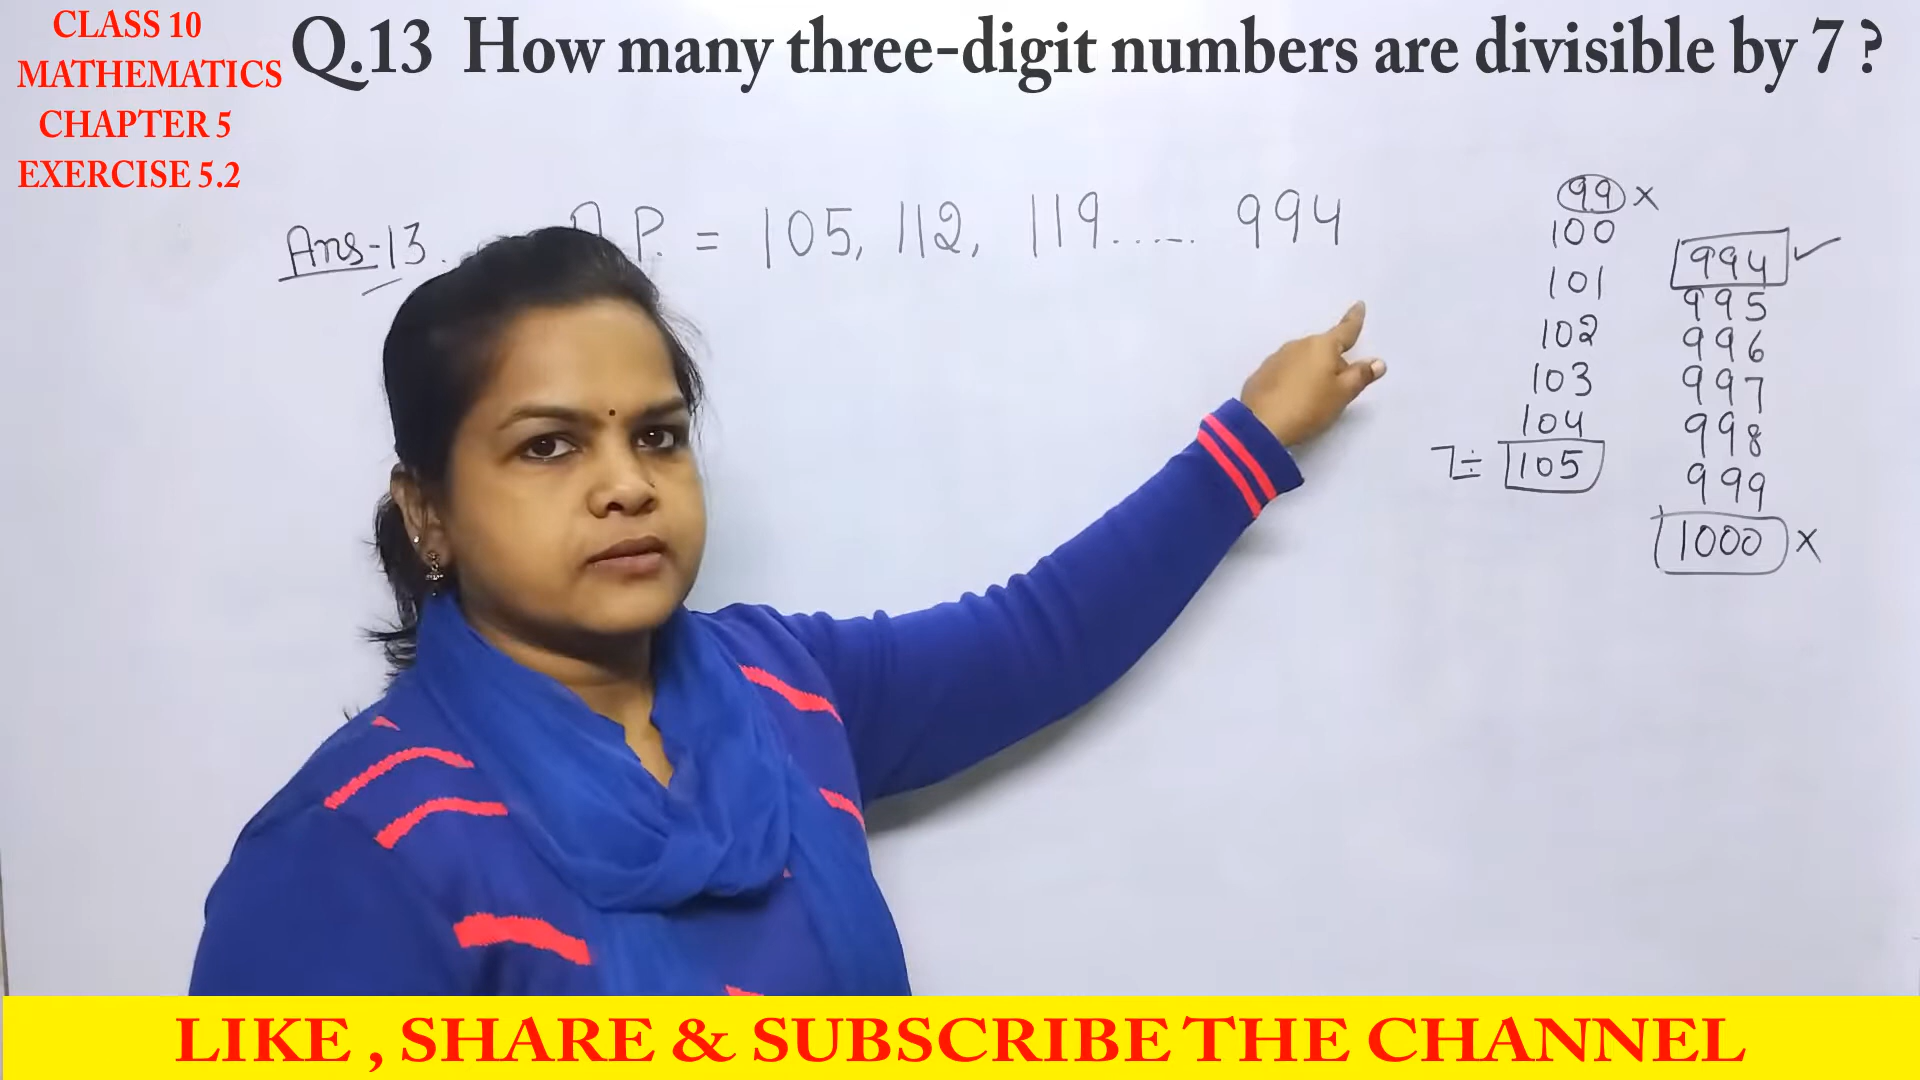 CLASS 10
MATHEMATICS
CHAPTER 5
EXERCISE 5.2
Q.13 How many three-digit numbers are divisible by 7 ?
Ans-13. A.P. = 105, 112, 119...... 994
99 ×
100
101
102
103
104
7÷ 105
994 ✓
995
996
997
998
999
1000 ×
LIKE , SHARE & SUBSCRIBE THE CHANNEL